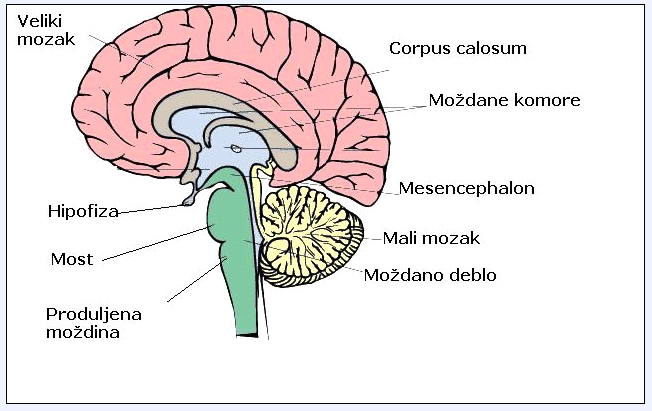 Veliki
mozak
Corpus calosum
Moždane komore
Mesencephalon
Hipofiza
Mali mozak
Most
Moždano deblo
Produljena
moždina